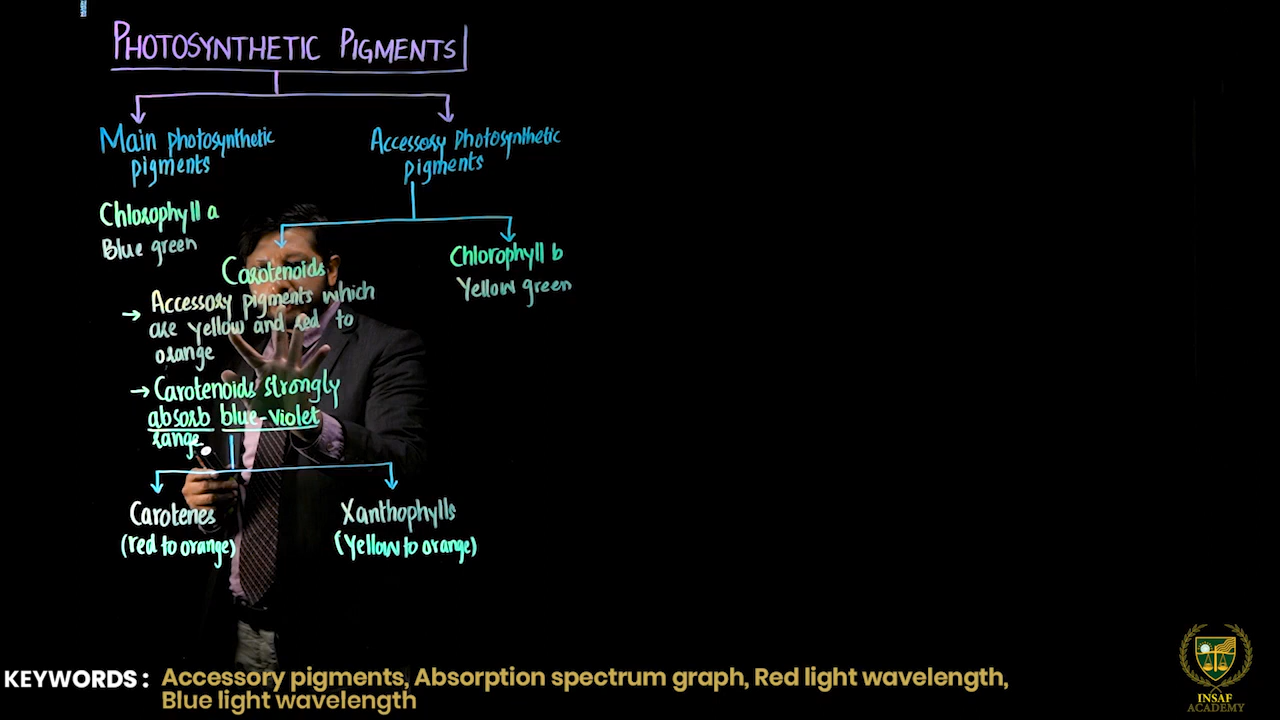 PHOTOSYNTHETIC PIGMENTS
Main photosynthetic
pigments
Accessory photosynthetic
pigments
Chlorophyll a
Blue green
Carotenoids
Chlorophyll b
Yellow green
→ Accessory pigments which
are yellow and red to
orange
→ Carotenoids strongly
absorb blue-violet
range
Carotenes
(red to orange)
Xanthophylls
(yellow to orange)
KEYWORDS : Accessory pigments, Absorption spectrum graph, Red light wavelength,
Blue light wavelength
INSAF
ACADEMY